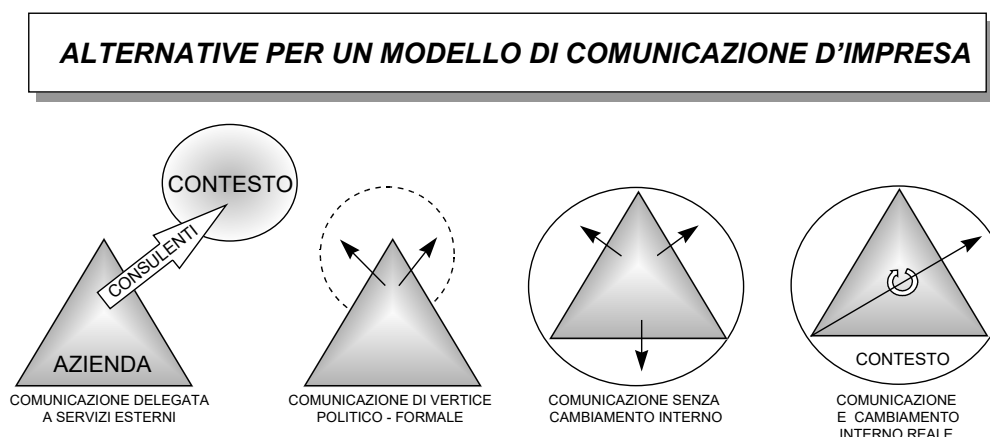 ALTERNATIVE PER UN MODELLO DI COMUNICAZIONE D'IMPRESA
CONTESTO
CONSULENTI
AZIENDA
COMUNICAZIONE DELEGATA
A SERVIZI ESTERNI
COMUNICAZIONE DI VERTICE
POLITICO - FORMALE
COMUNICAZIONE SENZA
CAMBIAMENTO INTERNO
CONTESTO
COMUNICAZIONE
E CAMBIAMENTO
INTERNO REALE